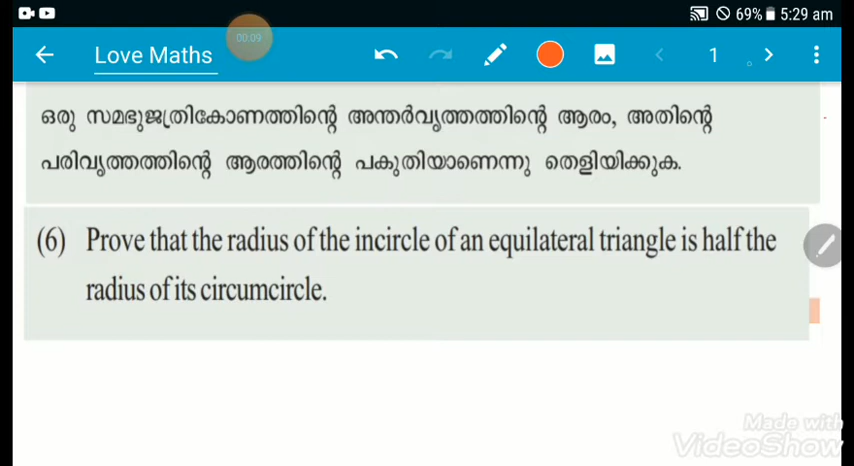 69% 5:29 am
Love Maths 00:09 1
ഒരു സമഭുജത്രികോണത്തിന്റെ അന്തർവൃത്തത്തിന്റെ ആരം, അതിന്റെ
പരിവൃത്തത്തിന്റെ ആരത്തിന്റെ പകുതിയാണെന്നു തെളിയിക്കുക.
(6) Prove that the radius of the incircle of an equilateral triangle is half the
radius of its circumcircle.
Made with
VideoShow